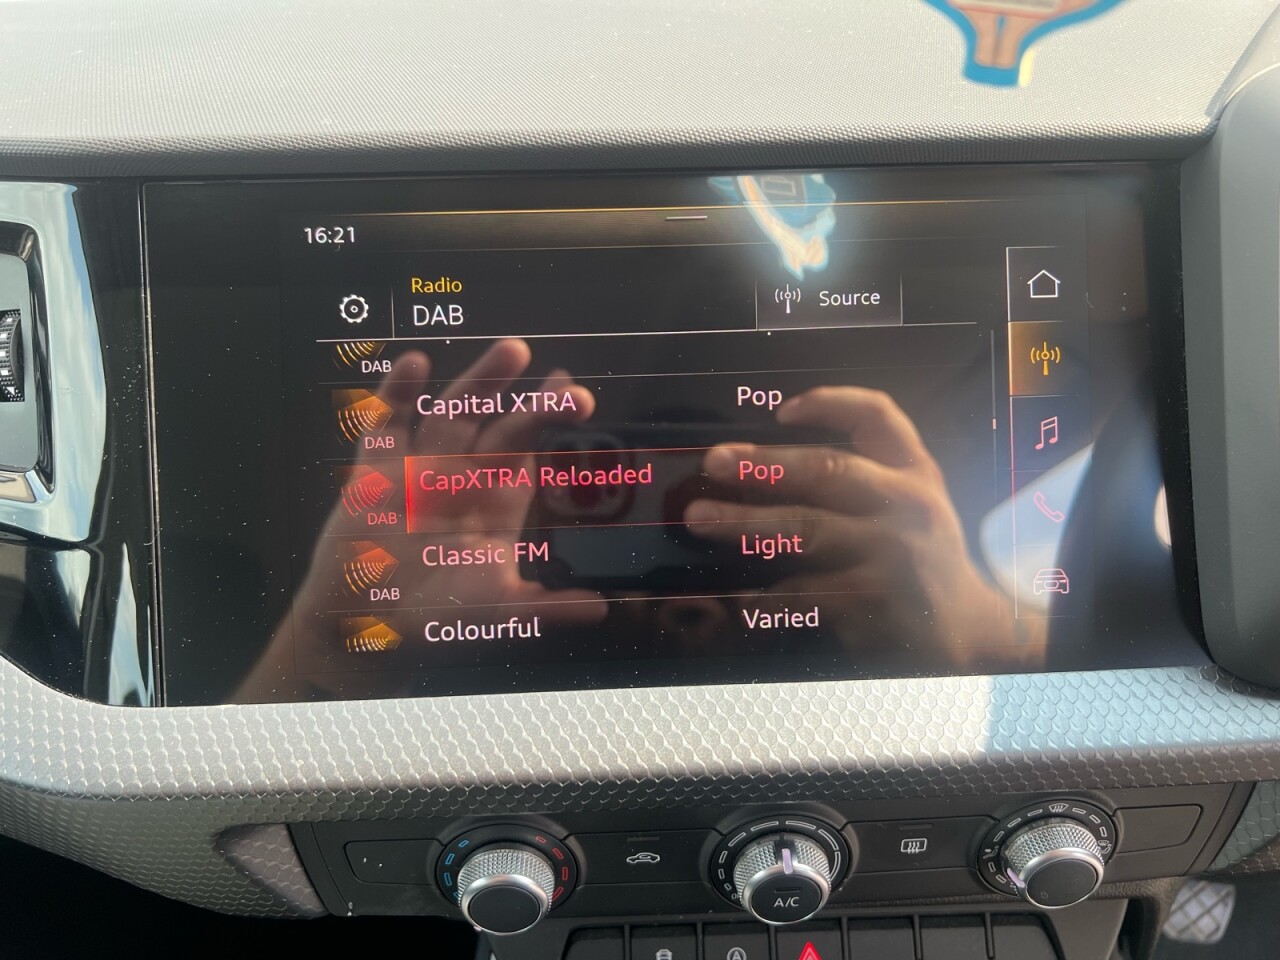 16:21
Radio
DAB
Source
DAB
Capital XTRA Pop
DAB
CapXTRA Reloaded Pop
DAB
Classic FM Light
DAB
Colourful Varied
A/C
A